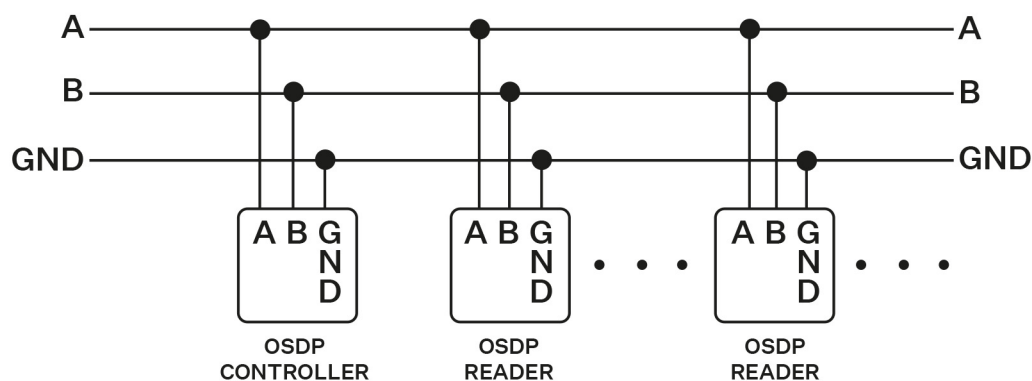 A A
B B
GND GND
A B G
N
D
A B G
N
D
A B G
N
D
OSDP
CONTROLLER
OSDP
READER
OSDP
READER